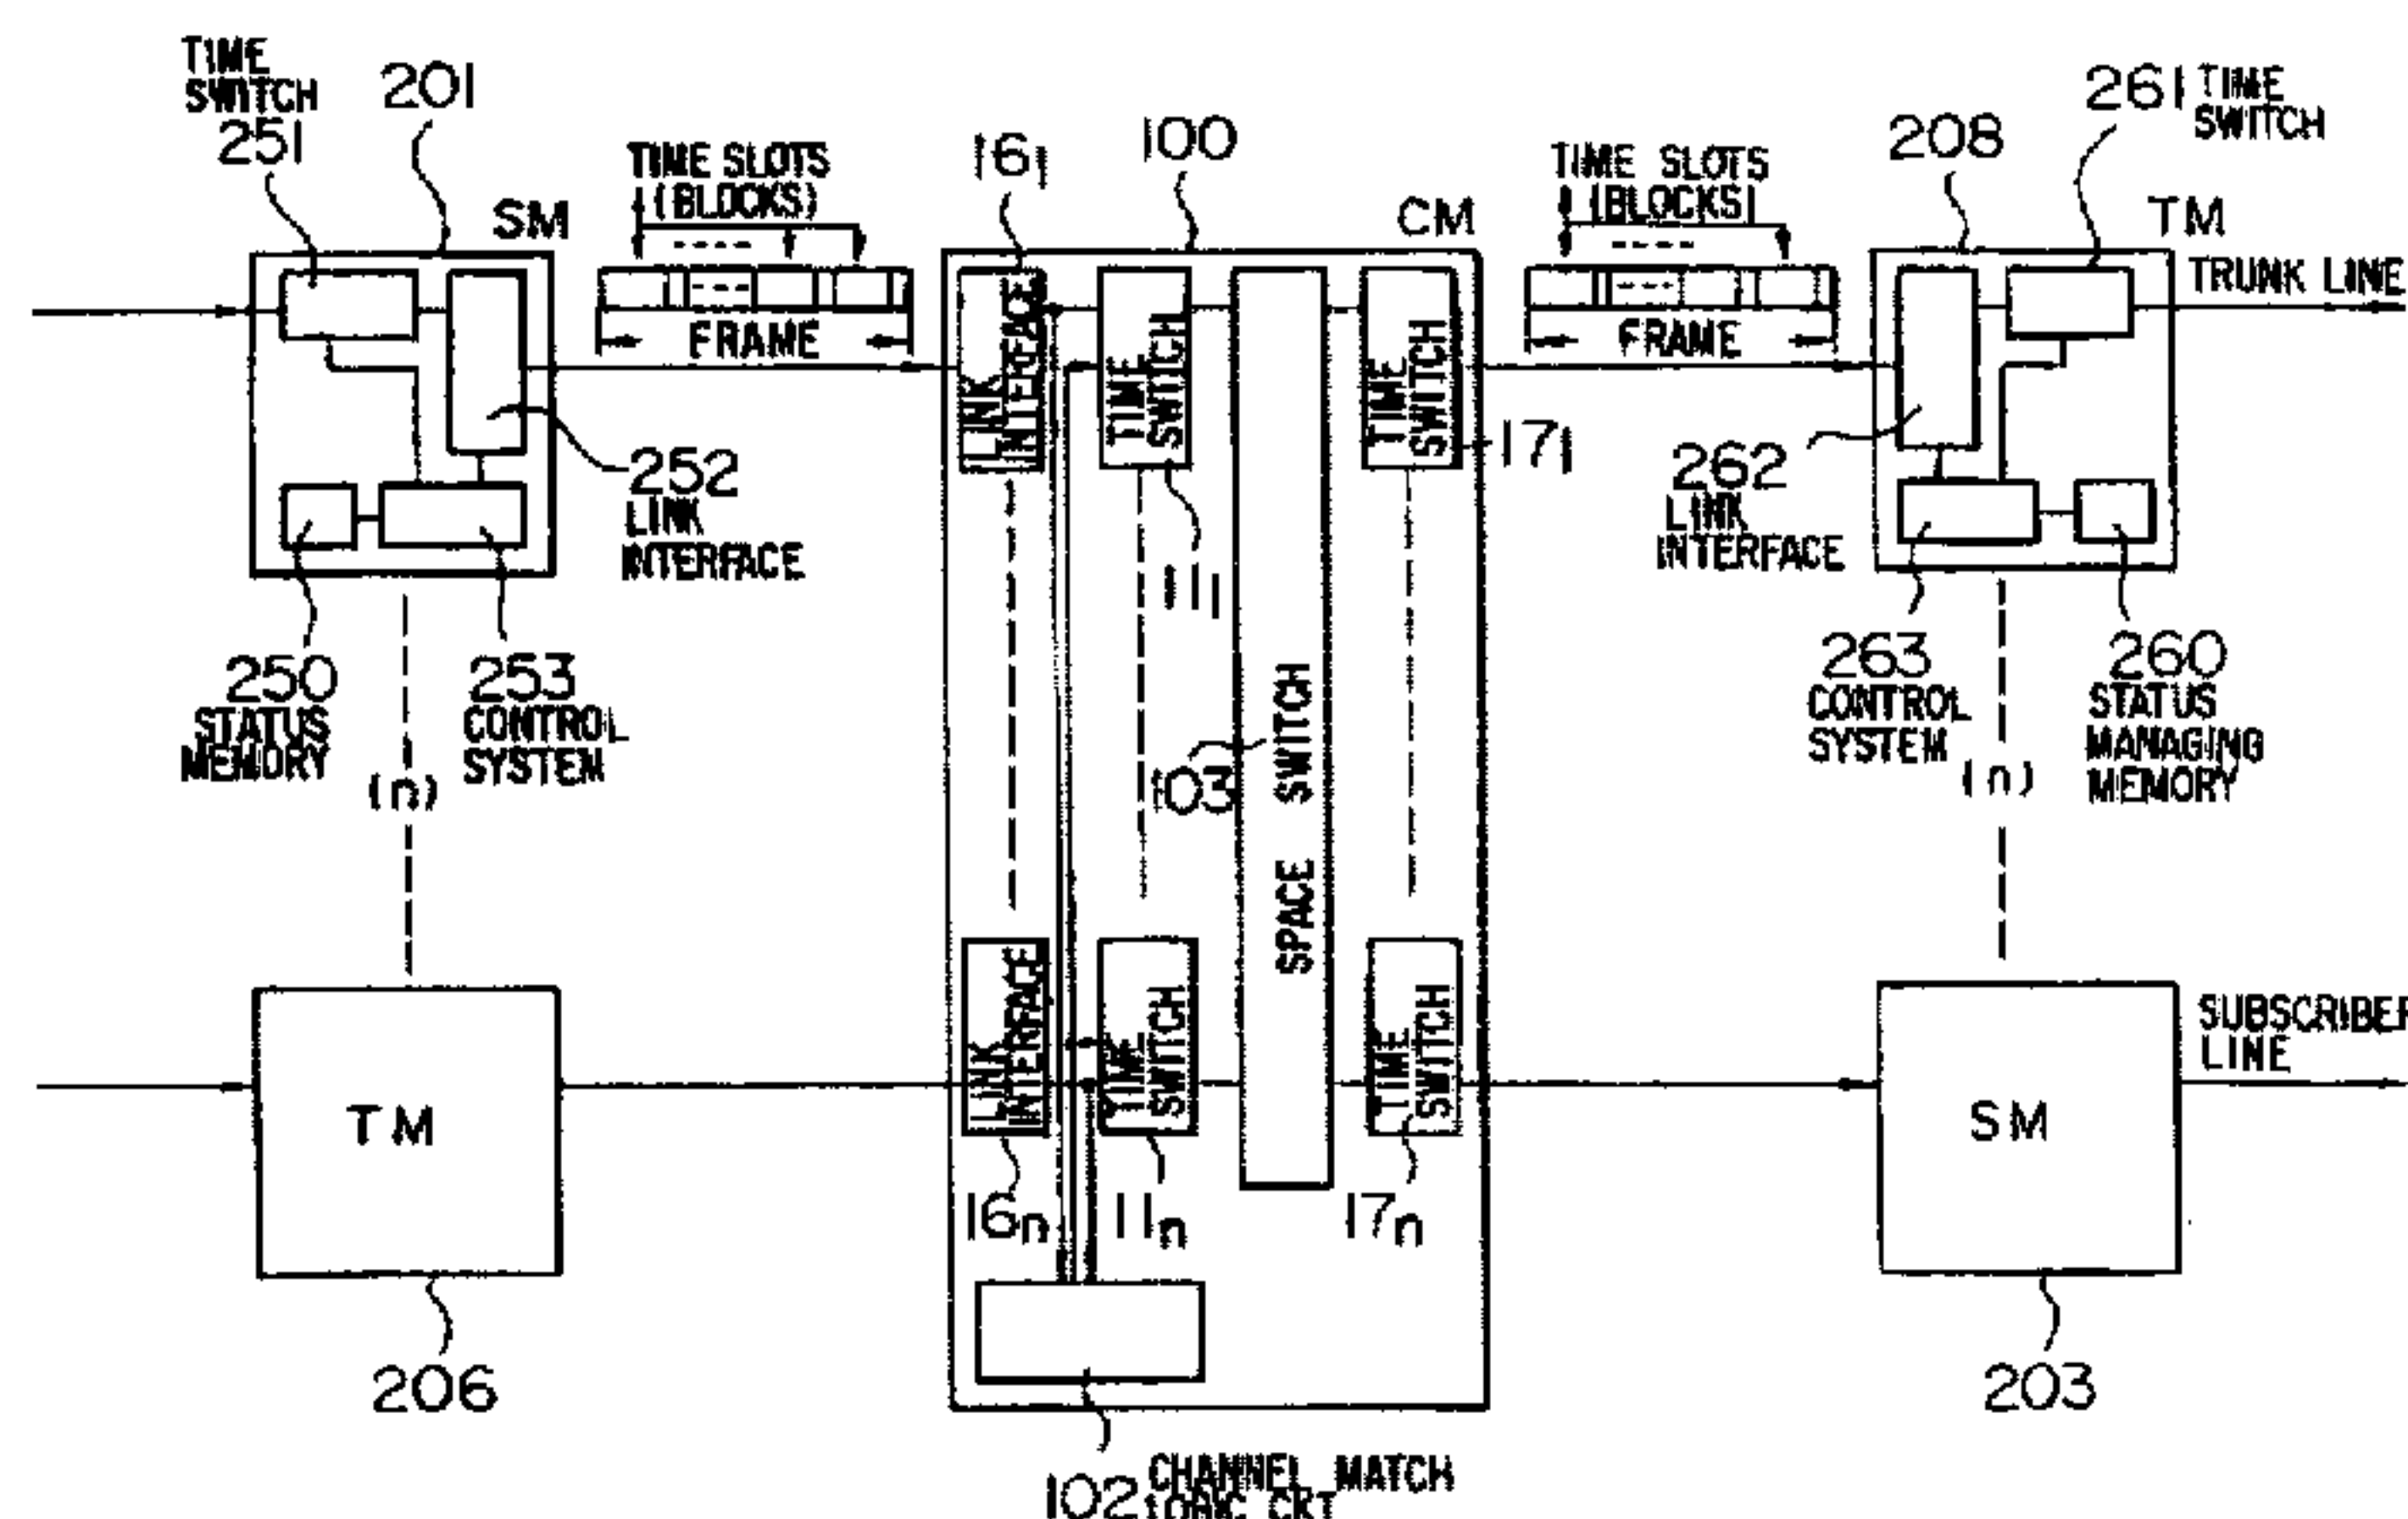 TIME
SWITCH
251
201
SM
TIME SLOTS
(BLOCKS)
FRAME
16₁
100
CM
TIME SLOTS
(BLOCKS)
FRAME
208
261 TIME
SWITCH
TM
TRUNK LINE
LINK
INTERFACE
TIME
SWITCH
TIME
SWITCH
17₁
252
LINK
INTERFACE
262
LINK
INTERFACE
11₁
250
STATUS
MEMORY
253
CONTROL
SYSTEM
(n)
103
SPACE SWITCH
263
CONTROL
SYSTEM
(n)
260
STATUS
MANAGING
MEMORY
TM
206
LINK
INTERFACE
TIME
SWITCH
TIME
SWITCH
16n
11n
17n
SM
203
SUBSCRIBER
LINE
102 CHANNEL MATCH
LOGIC CKT